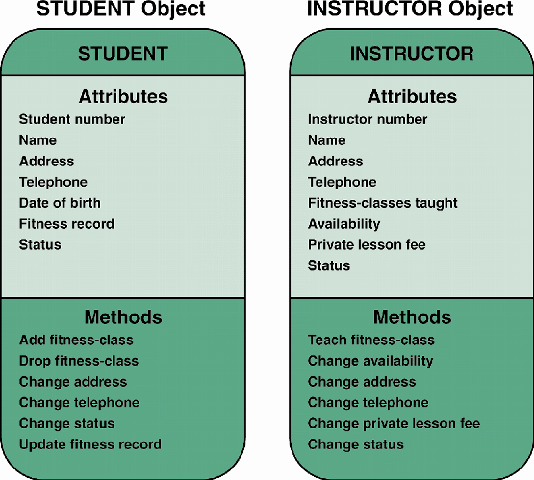 STUDENT Object
STUDENT
Attributes
Student number
Name
Address
Telephone
Date of birth
Fitness record
Status
Methods
Add fitness-class
Drop fitness-class
Change address
Change telephone
Change status
Update fitness record
INSTRUCTOR Object
INSTRUCTOR
Attributes
Instructor number
Name
Address
Telephone
Fitness-classes taught
Availability
Private lesson fee
Status
Methods
Teach fitness-class
Change availability
Change address
Change telephone
Change private lesson fee
Change status